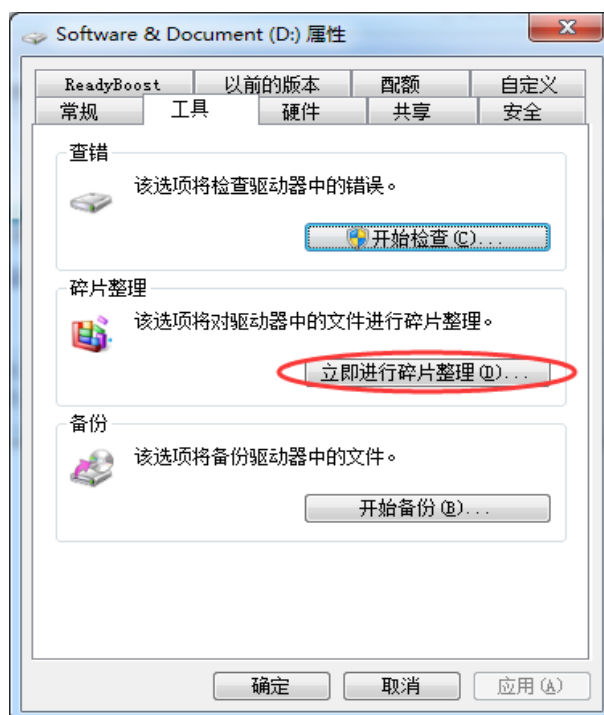 Software & Document (D:) 属性
ReadyBoost 以前的版本 配额 自定义
常规 工具 硬件 共享 安全
查错
该选项将检查驱动器中的错误。
开始检查(C)...
碎片整理
该选项将对驱动器中的文件进行碎片整理。
立即进行碎片整理(D)...
备份
该选项将备份驱动器中的文件。
开始备份(B)...
确定 取消 应用(A)